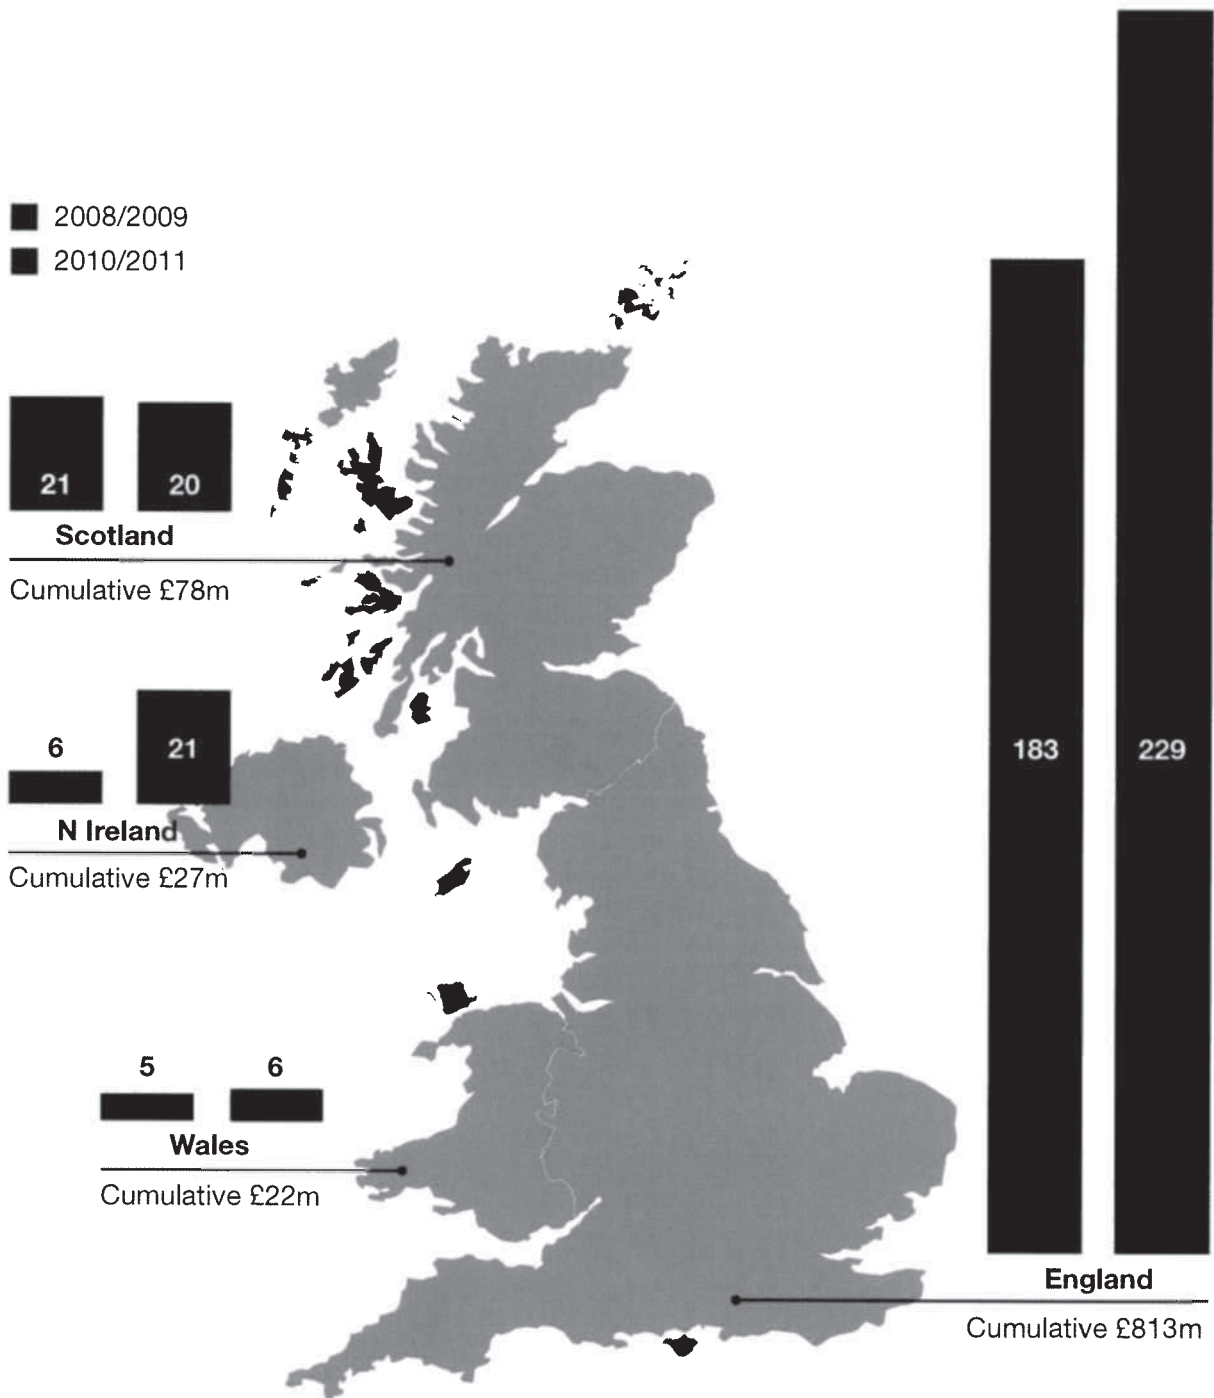 2008/2009
2010/2011
21 20
Scotland
Cumulative £78m
6 21
N Ireland
Cumulative £27m
183 229
5 6
Wales
Cumulative £22m
England
Cumulative £813m